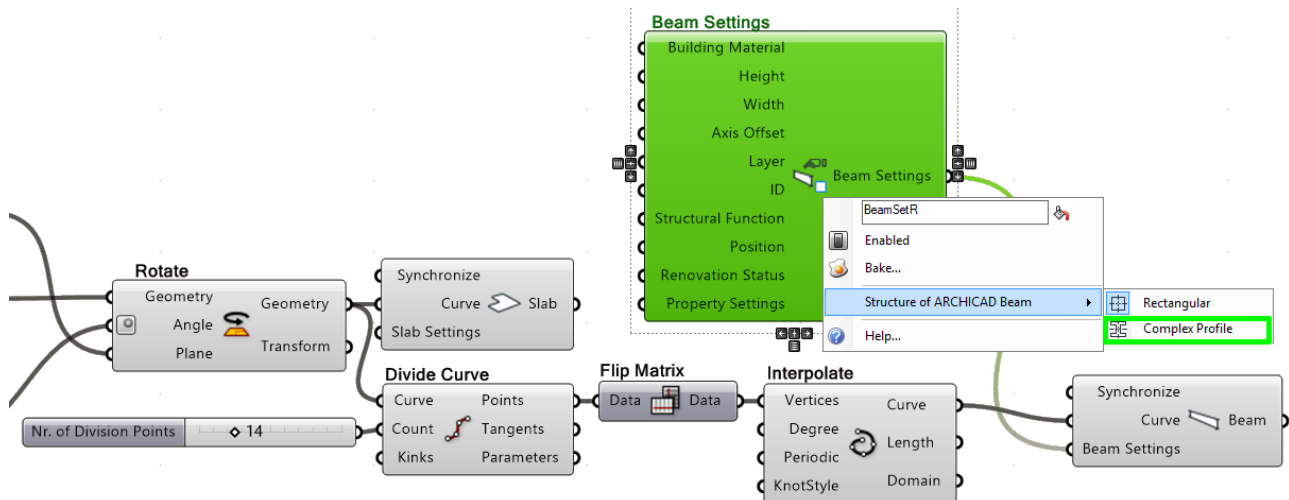 Beam Settings
Building Material
Height
Width
Axis Offset
Layer
ID
Structural Function
Position
Renovation Status
Property Settings
Beam Settings
BeamSetR
Enabled
Bake...
Structure of ARCHICAD Beam
Help...
Rectangular
Complex Profile
Rotate
Geometry
Angle
Plane
Geometry
Transform
Synchronize
Curve
Slab Settings
Slab
Divide Curve
Curve
Count
Kinks
Points
Tangents
Parameters
Nr. of Division Points
14
Flip Matrix
Data
Data
Interpolate
Vertices
Degree
Periodic
KnotStyle
Curve
Length
Domain
Synchronize
Curve
Beam Settings
Beam